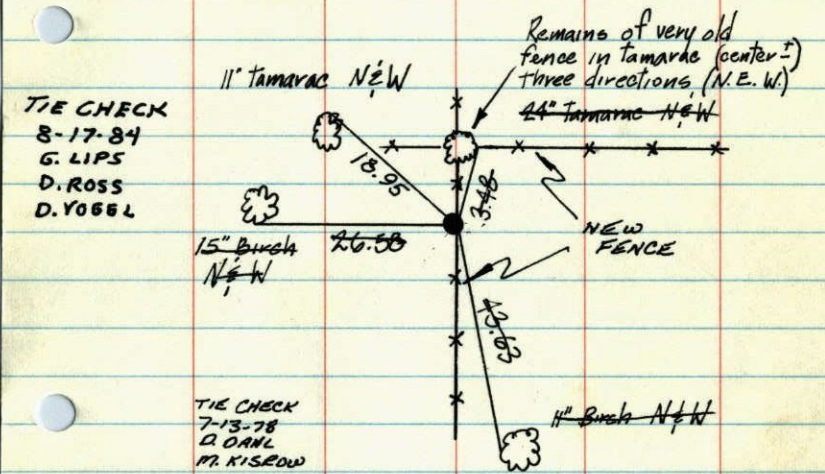 Remains of very old
fence in tamarac (center ±)
three directions, (N.E.W.)
24" Tamarac N & W
11" Tamarac N & W
TIE CHECK
8-17-84
G. LIPS
D. ROSS
D. VOGEL
18.95
3.48
15" Birch 26.58
N & W
NEW
FENCE
43.63
11" Birch N & W
TIE CHECK
7-13-78
D. DAHL
M. KISROW